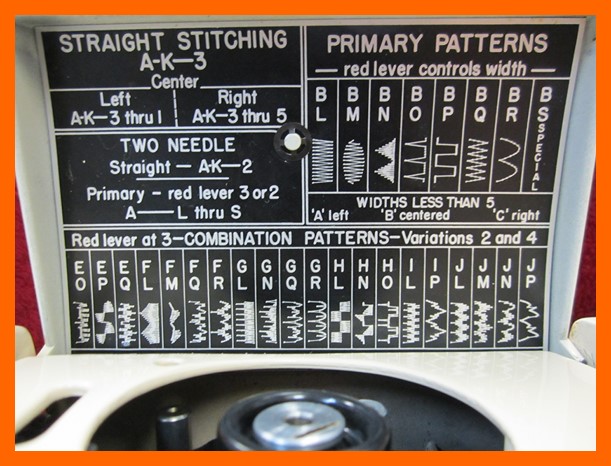 STRAIGHT STITCHING
A-K—3
Center
Left Right
A-K—3 thru 1 A-K—3 thru 5
TWO NEEDLE
Straight — A-K—2
Primary — red lever 3 or 2
A——L thru S
PRIMARY PATTERNS
— red lever controls width —
B B B B B B B B
L M N O P Q R S
SPECIAL
WIDTHS LESS THAN 5
'A' left 'B' centered 'C' right
Red lever at 3—COMBINATION PATTERNS—Variations 2 and 4
E E E F F F F G G G G H H H I I J J J J
O P Q L M Q R L N Q R L N O L P L M N P